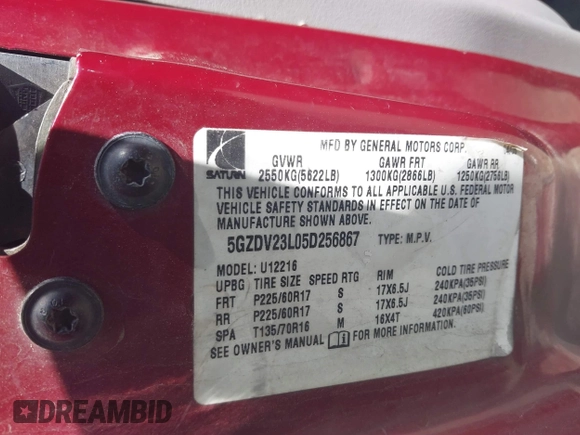 MFD BY GENERAL MOTORS CORP.
SATURN
GVWR GAWR FRT GAWR RR
2550KG(5622LB) 1300KG(2866LB) 1250KG(2756LB)
THIS VEHICLE CONFORMS TO ALL APPLICABLE U.S. FEDERAL MOTOR
VEHICLE SAFETY STANDARDS IN EFFECT ON THE DATE OF
MANUFACTURE SHOWN ABOVE.
5GZDV23L05D256867 TYPE: M.P.V.
MODEL: U12216
UPBG TIRE SIZE SPEED RTG RIM COLD TIRE PRESSURE
FRT P225/60R17 S 17X6.5J 240KPA(35PSI)
RR P225/60R17 S 17X6.5J 240KPA(35PSI)
SPA T135/70R16 M 16X4T 420KPA(60PSI)
SEE OWNER'S MANUAL FOR MORE INFORMATION
DREAMBID